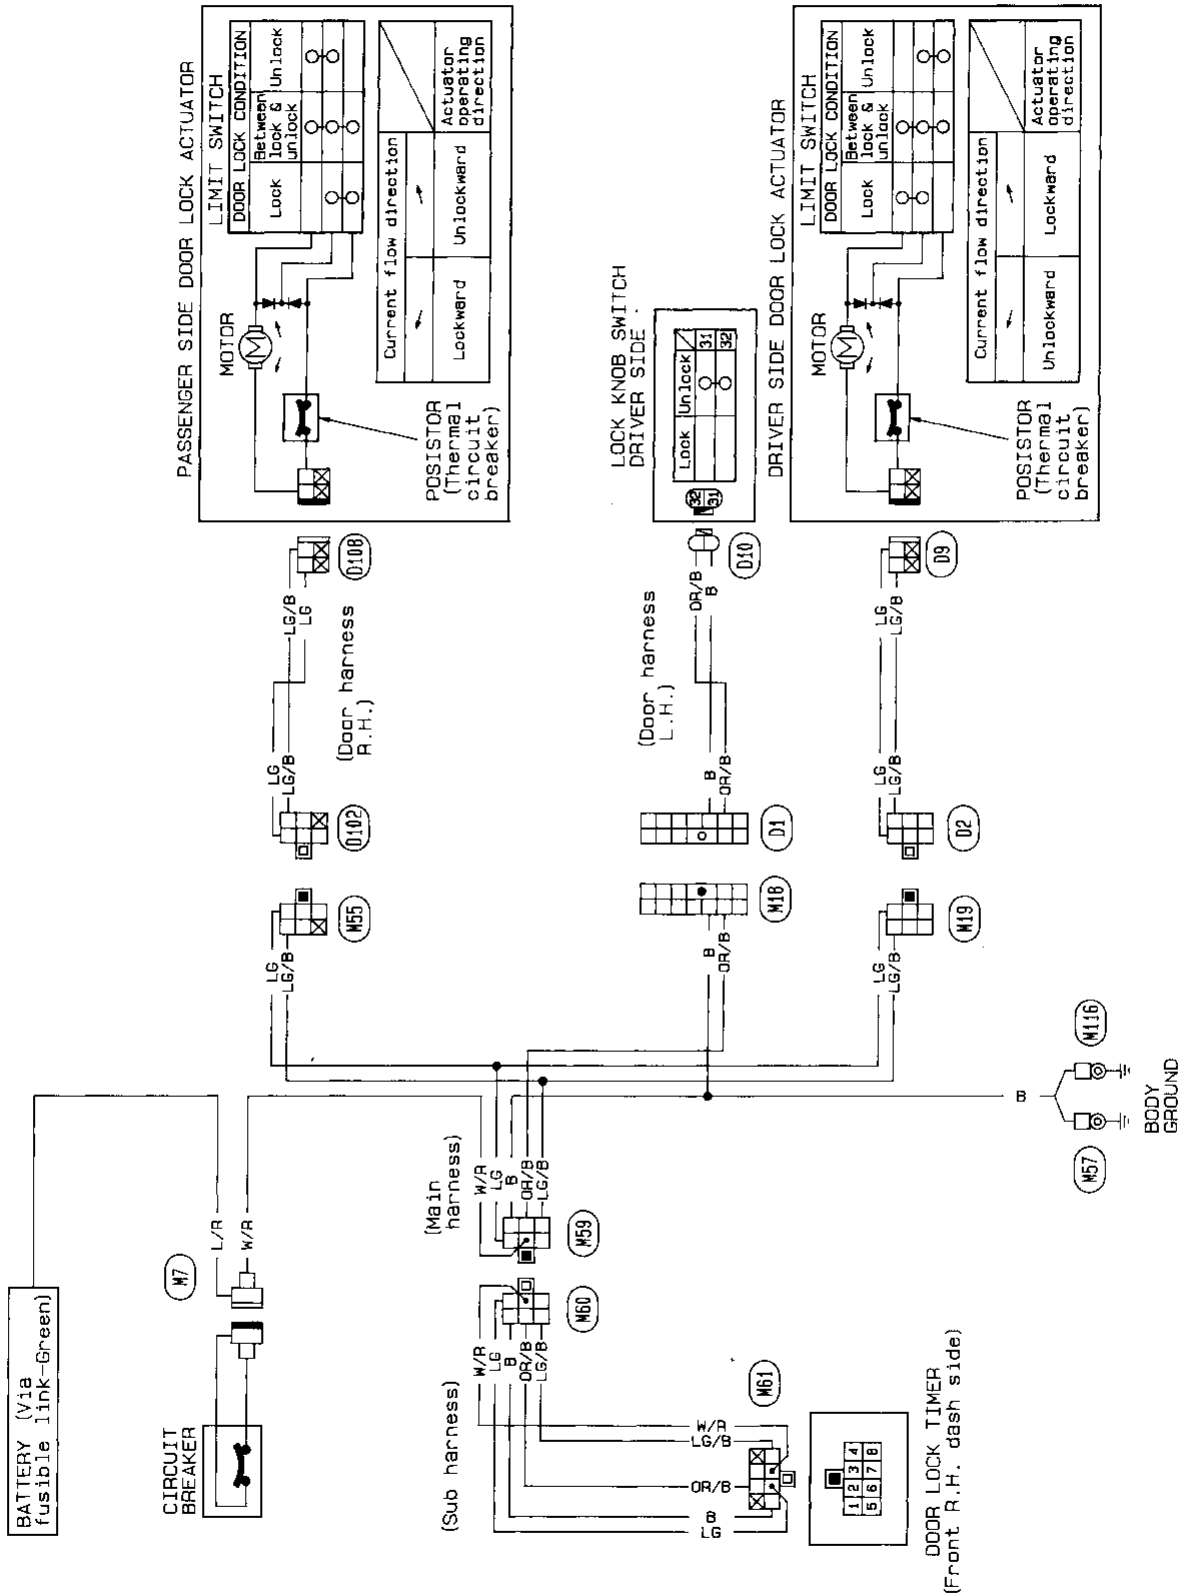 BATTERY (Via
fusible link-Green)
CIRCUIT
BREAKER
M7
L/R
W/R
(Main
harness)
W/R
LG
B
OR/B
LG/B
M59
M60
W/R
LG
B
OR/B
LG/B
(Sub harness)
M61
W/R
LG/B
OR/B
B
LG
1 2 3 4
5 6 7 8
DOOR LOCK TIMER
(Front R.H. dash side)
B
M57
M116
BODY
GROUND
LG
LG/B
M55
B
OR/B
M18
LG
LG/B
M19
LG
LG/B
D102
(Door harness
R.H.)
LG/B
LG
D108
B
OR/B
D1
(Door harness
L.H.)
OR/B
B
D10
LG
LG/B
D2
LG
LG/B
D9
PASSENGER SIDE DOOR LOCK ACTUATOR
LIMIT SWITCH
DOOR LOCK CONDITION
Lock
Between
lock &
unlock
Unlock
MOTOR
M
POSISTOR
(Thermal
circuit
breaker)
Current flow direction
Lockward
Unlockward
Actuator
operating
direction
LOCK KNOB SWITCH
DRIVER SIDE
Lock
Unlock
31
32
32
31
DRIVER SIDE DOOR LOCK ACTUATOR
LIMIT SWITCH
DOOR LOCK CONDITION
Lock
Between
lock &
unlock
Unlock
MOTOR
M
POSISTOR
(Thermal
circuit
breaker)
Current flow direction
Unlockward
Lockward
Actuator
operating
direction